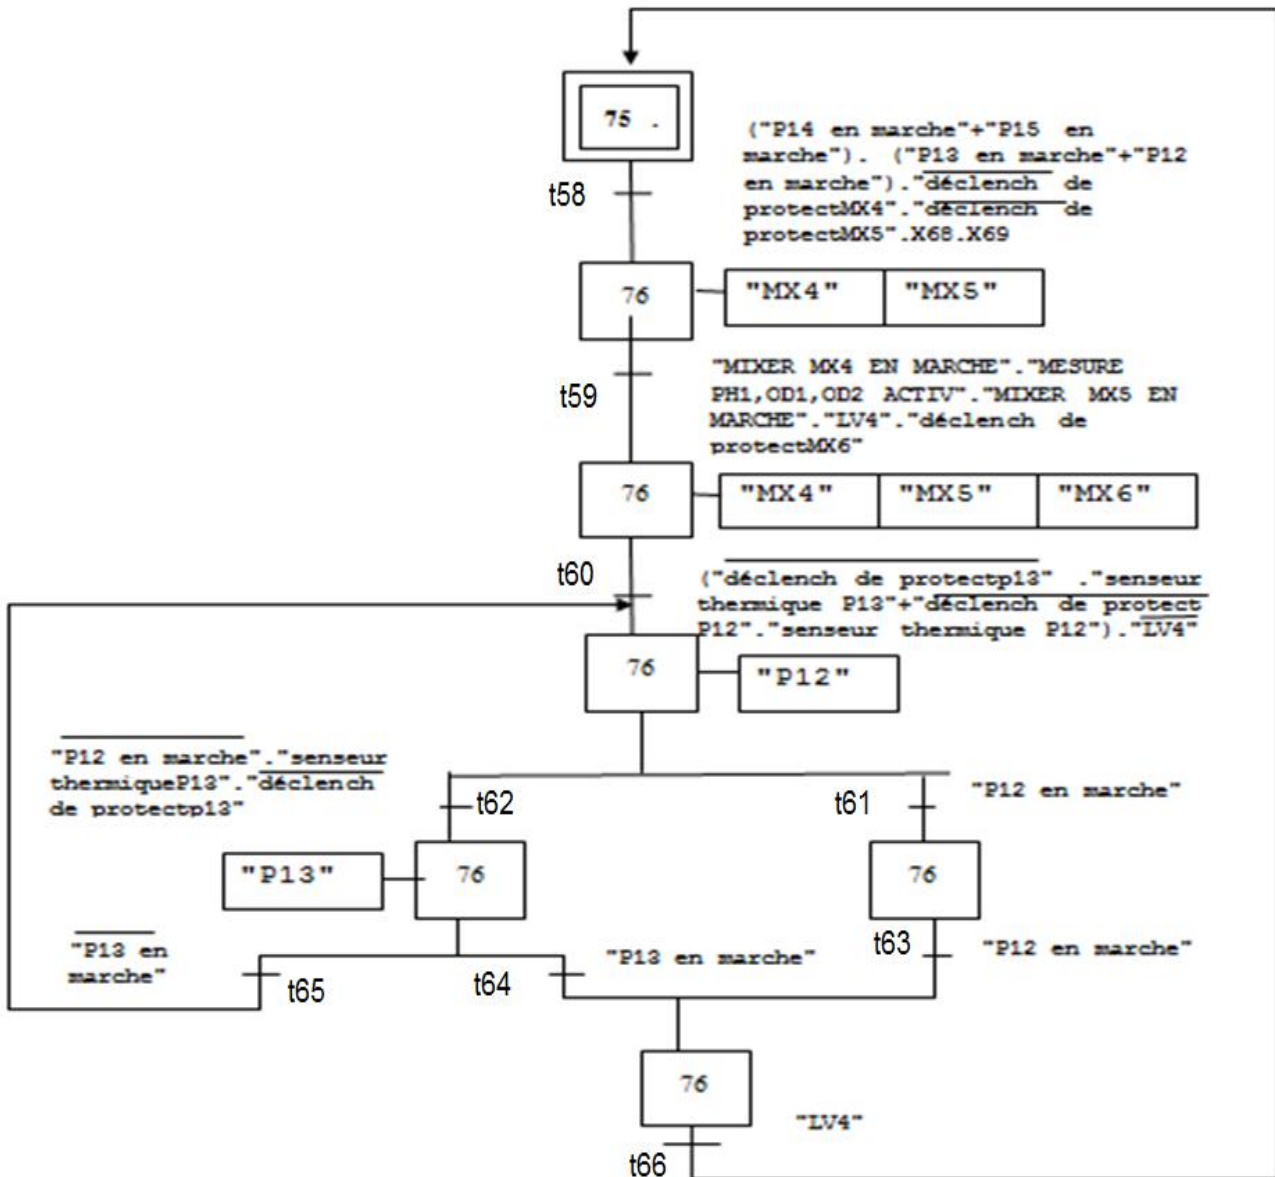 75 .
("P14 en marche"+"P15 en
marche"). ("P13 en marche"+"P12
en marche")."déclench de
protectMX4"."déclench de
protectMX5".X68.X69
t58
76
"MX4" "MX5"
"MIXER MX4 EN MARCHE"."MESURE
PH1,OD1,OD2 ACTIV"."MIXER MX5 EN
MARCHE"."LV4"."déclench de
protectMX6"
t59
76
"MX4" "MX5" "MX6"
t60
("déclench de protectp13" ."senseur
thermique P13"+"déclench de protect
P12"."senseur thermique P12")."LV4"
76
"P12"
"P12 en marche"."senseur
thermiqueP13"."déclench
de protectp13"
t62
t61
"P12 en marche"
"P13"
76
76
"P13 en
marche"
t65
t64
"P13 en marche"
t63
"P12 en marche"
76
"LV4"
t66